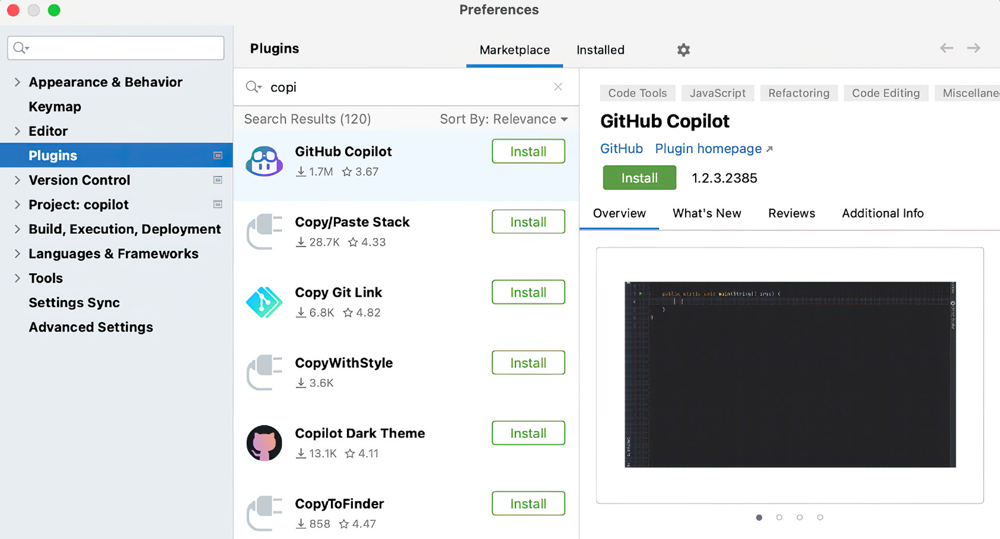 Preferences
Appearance & Behavior
Keymap
Editor
Plugins
Version Control
Project: copilot
Build, Execution, Deployment
Languages & Frameworks
Tools
Settings Sync
Advanced Settings
Plugins
Marketplace
Installed
copi
Search Results (120)
Sort By: Relevance
GitHub Copilot
Install
1.7M
3.67
Copy/Paste Stack
Install
28.7K
4.33
Copy Git Link
Install
6.8K
4.82
CopyWithStyle
Install
3.6K
Copilot Dark Theme
Install
13.1K
4.11
CopyToFinder
Install
858
4.47
Code Tools
JavaScript
Refactoring
Code Editing
Miscellane
GitHub Copilot
GitHub
Plugin homepage
Install
1.2.3.2385
Overview
What's New
Reviews
Additional Info
public static void main(String[] args) {
}
}